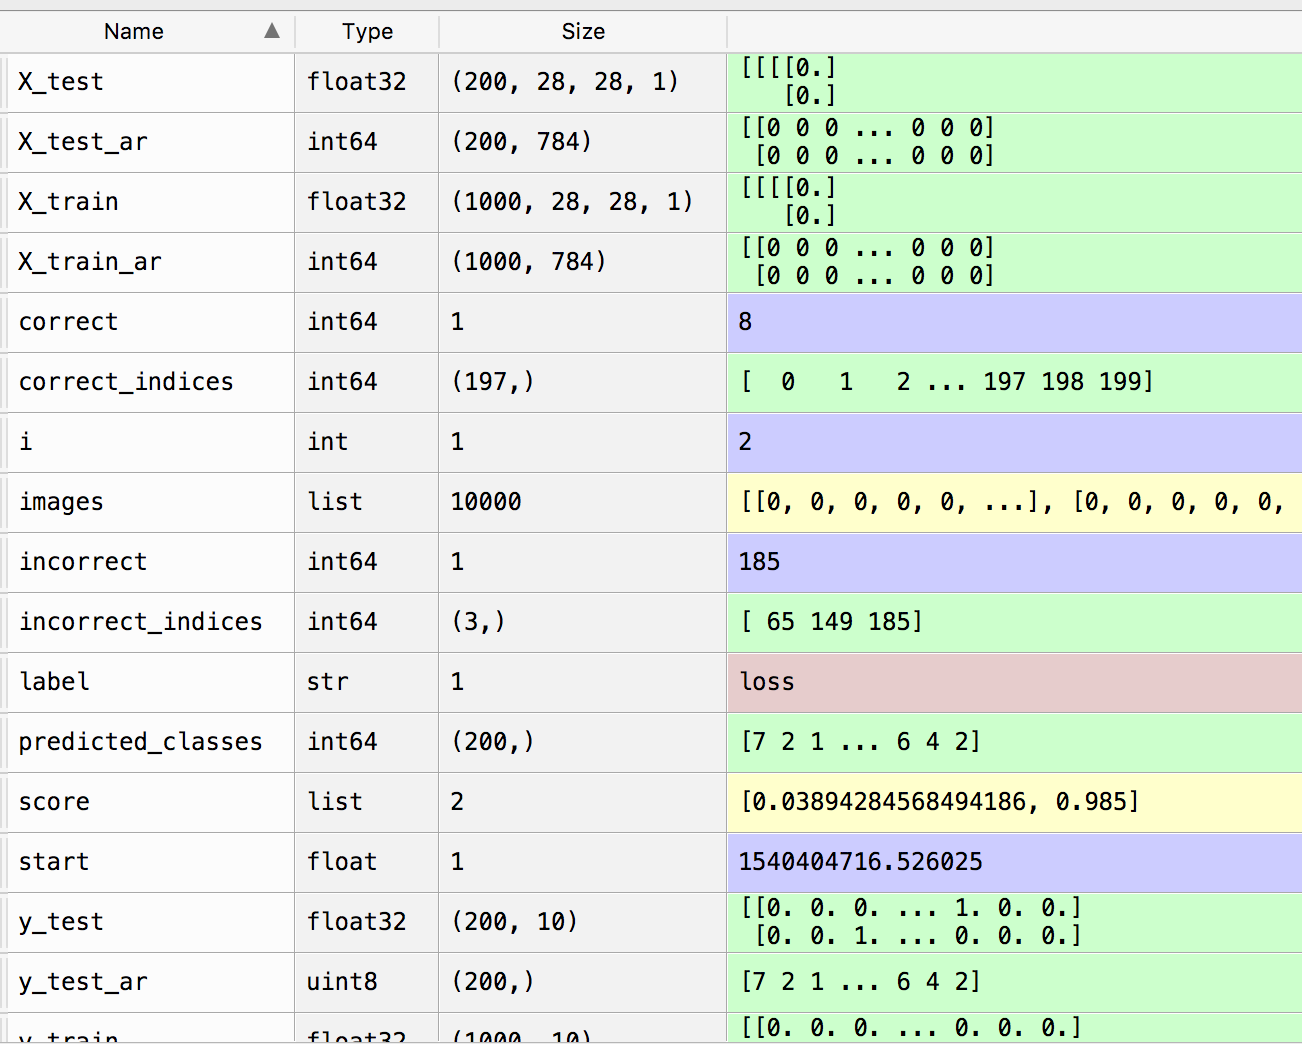 Name ▲ Type Size
X_test float32 (200, 28, 28, 1) [[[[0.]
[0.]
X_test_ar int64 (200, 784) [[0 0 0 ... 0 0 0]
[0 0 0 ... 0 0 0]
X_train float32 (1000, 28, 28, 1) [[[[0.]
[0.]
X_train_ar int64 (1000, 784) [[0 0 0 ... 0 0 0]
[0 0 0 ... 0 0 0]
correct int64 1 8
correct_indices int64 (197,) [ 0 1 2 ... 197 198 199]
i int 1 2
images list 10000 [[0, 0, 0, 0, 0, ...], [0, 0, 0, 0, 0,
incorrect int64 1 185
incorrect_indices int64 (3,) [ 65 149 185]
label str 1 loss
predicted_classes int64 (200,) [7 2 1 ... 6 4 2]
score list 2 [0.03894284568494186, 0.985]
start float 1 1540404716.526025
y_test float32 (200, 10) [[0. 0. 0. ... 1. 0. 0.]
[0. 0. 1. ... 0. 0. 0.]
y_test_ar uint8 (200,) [7 2 1 ... 6 4 2]
y_train float32 (1000, 10) [[0. 0. 0. ... 0. 0. 0.]